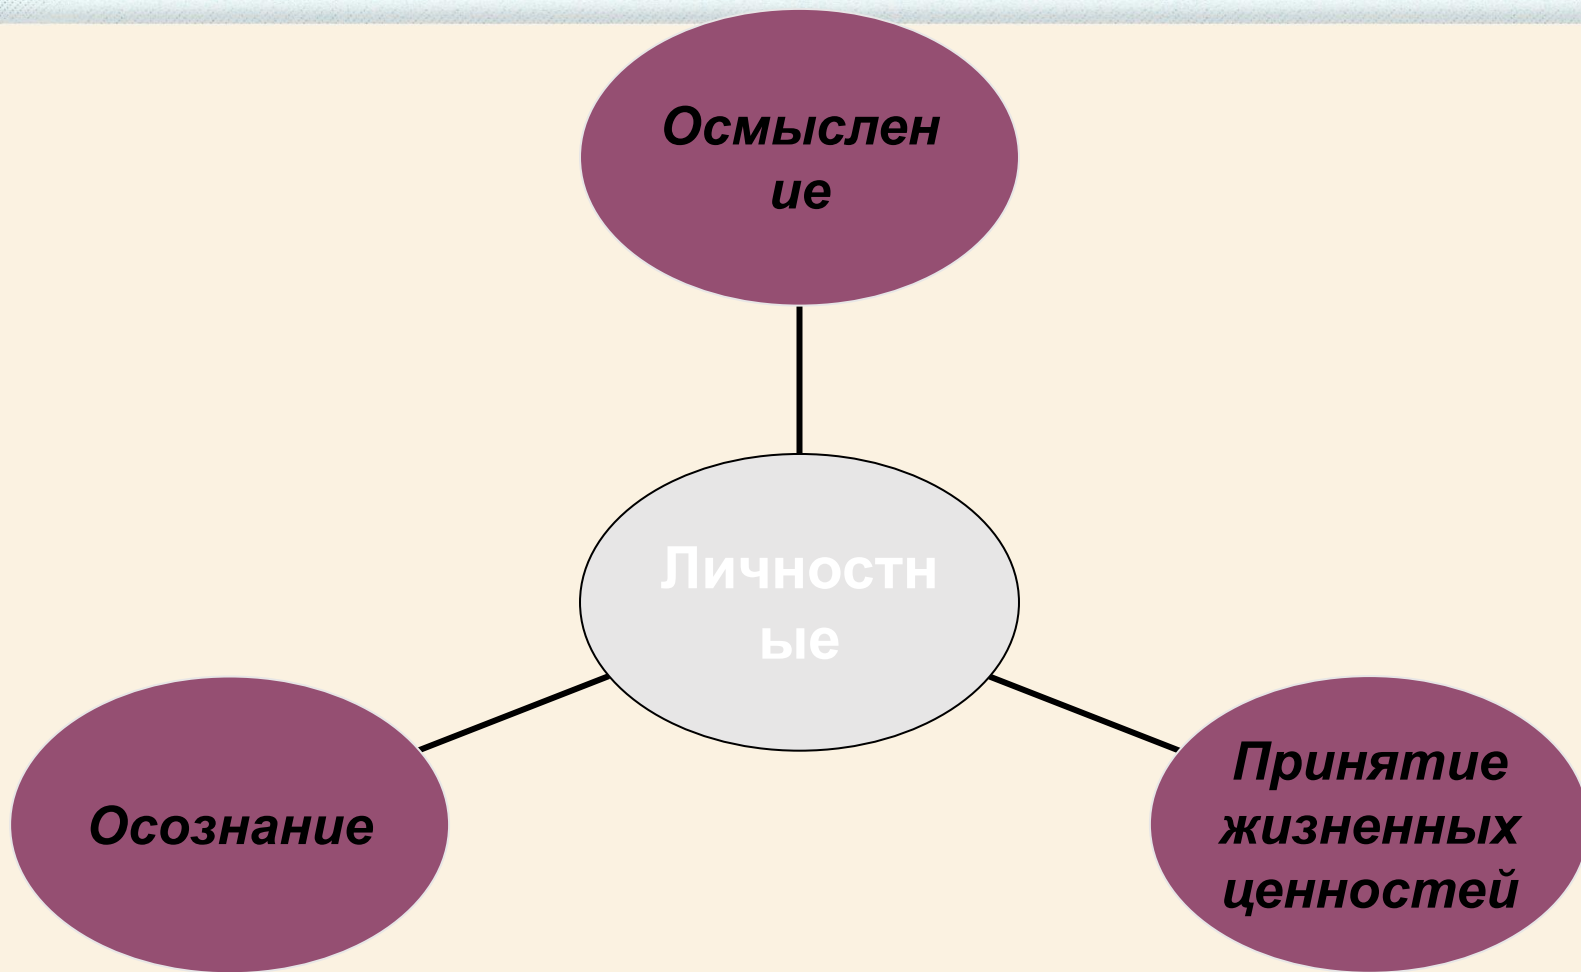 Осмыслен
ие
Личностн
ые
Осознание
Принятие
жизненных
ценностей